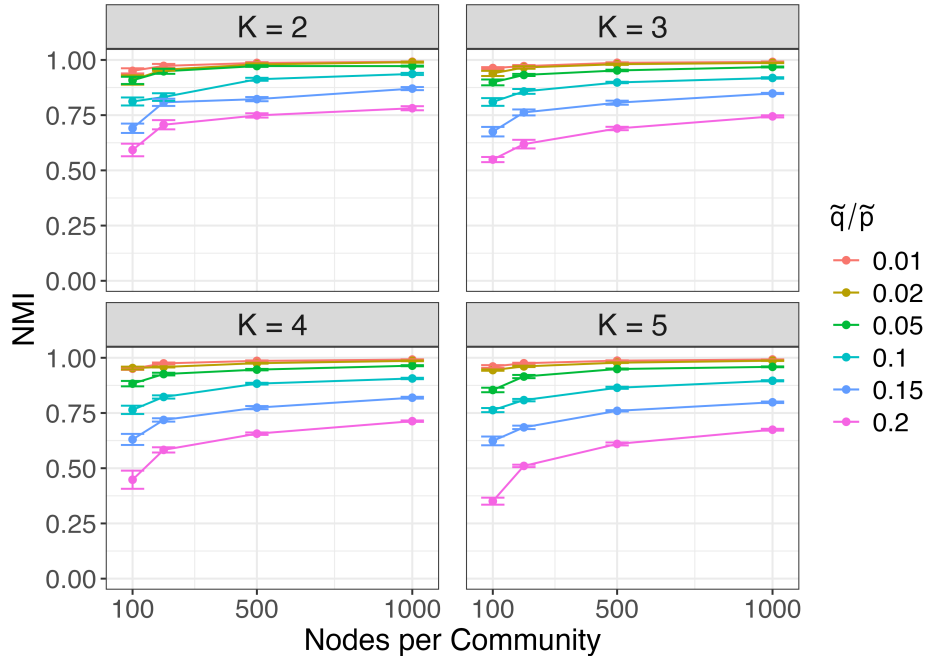 K = 2
K = 3
1.00
0.75
0.50
0.25
0.00
K = 4
K = 5
1.00
0.75
0.50
0.25
0.00
100 500 1000
100 500 1000
NMI
Nodes per Community
q̃/p̃
0.01
0.02
0.05
0.1
0.15
0.2